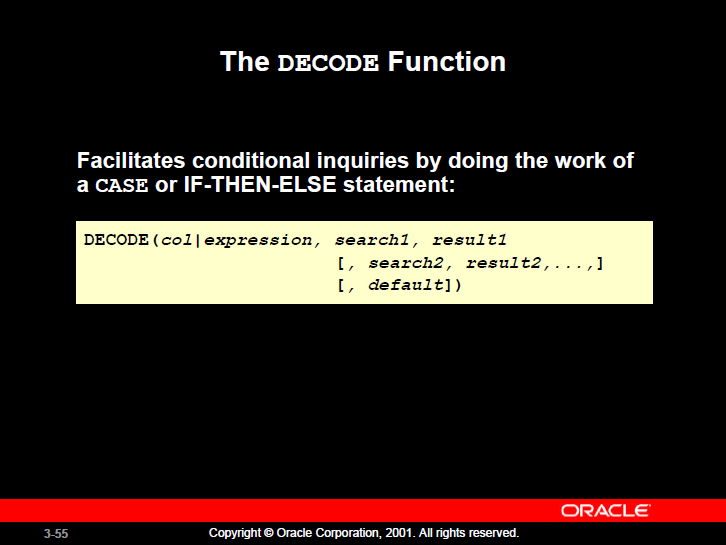 The DECODE Function
Facilitates conditional inquiries by doing the work of
a CASE or IF-THEN-ELSE statement:
DECODE(col|expression, search1, result1
[, search2, result2,...,]
[, default])
ORACLE
3-55
Copyright © Oracle Corporation, 2001. All rights reserved.